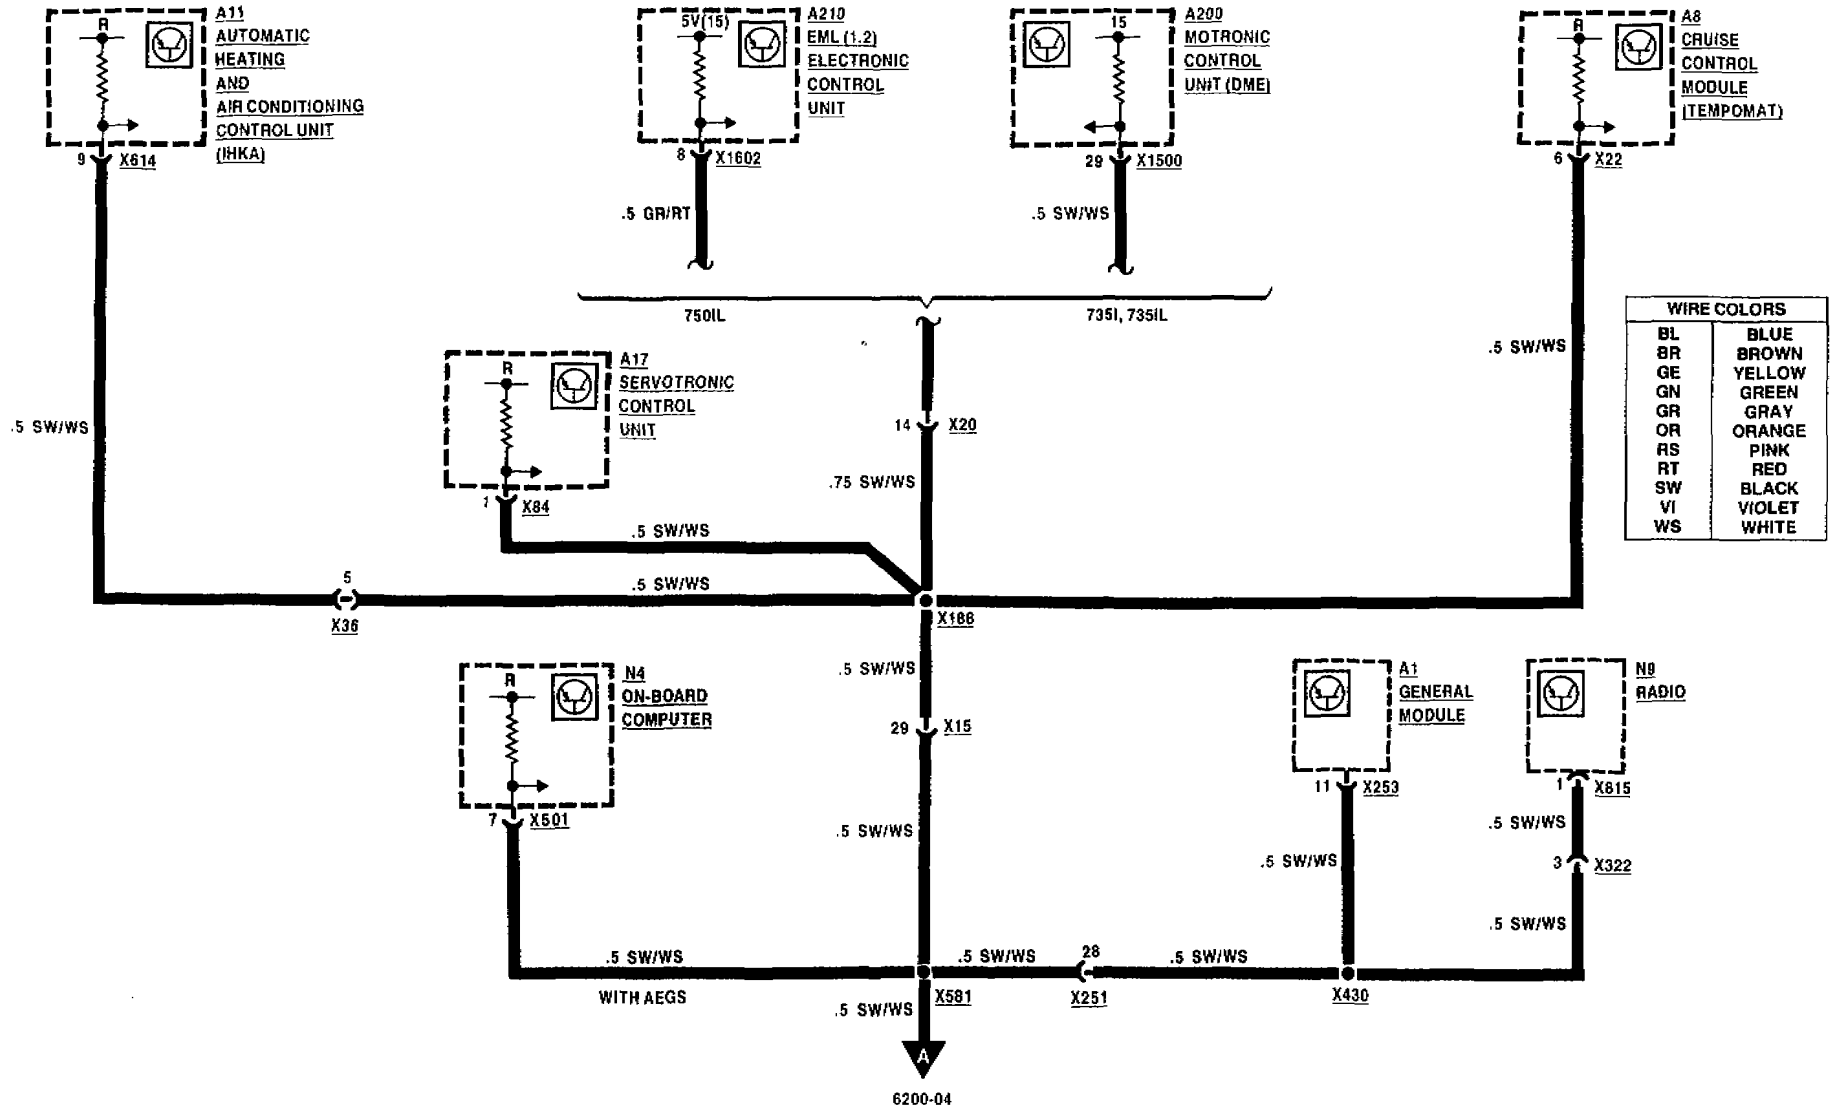 R
A11
AUTOMATIC
HEATING
AND
AIR CONDITIONING
CONTROL UNIT
(IHKA)
9
X614
5V(15)
A210
EML (1.2)
ELECTRONIC
CONTROL
UNIT
8
X1602
.5 GR/RT
15
A200
MOTRONIC
CONTROL
UNIT (DME)
29
X1500
.5 SW/WS
R
A8
CRUISE
CONTROL
MODULE
(TEMPOMAT)
6
X22
750IL
735I, 735IL
WIRE COLORS
BL BLUE
BR BROWN
GE YELLOW
GN GREEN
GR GRAY
OR ORANGE
RS PINK
RT RED
SW BLACK
VI VIOLET
WS WHITE
.5 SW/WS
R
A17
SERVOTRONIC
CONTROL
UNIT
1
X84
.5 SW/WS
14
X20
.75 SW/WS
.5 SW/WS
5
X36
.5 SW/WS
X188
R
N4
ON-BOARD
COMPUTER
7
X501
.5 SW/WS
29
X15
.5 SW/WS
A1
GENERAL
MODULE
11
X253
.5 SW/WS
N9
RADIO
1
X815
.5 SW/WS
3
X322
.5 SW/WS
.5 SW/WS
WITH AEGS
.5 SW/WS
28
X251
.5 SW/WS
X581
X430
.5 SW/WS
A
6200-04